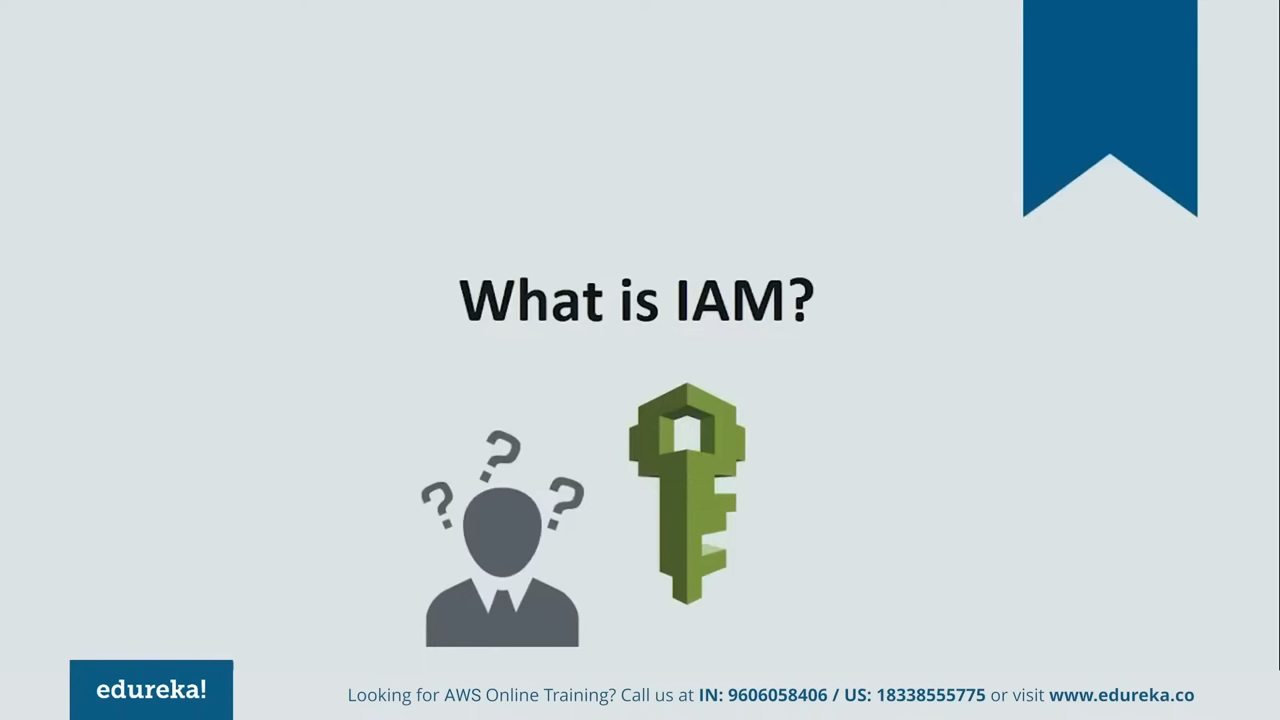 What is IAM?
? ? ?
edureka!
Looking for AWS Online Training? Call us at IN: 9606058406 / US: 18338555775 or visit www.edureka.co